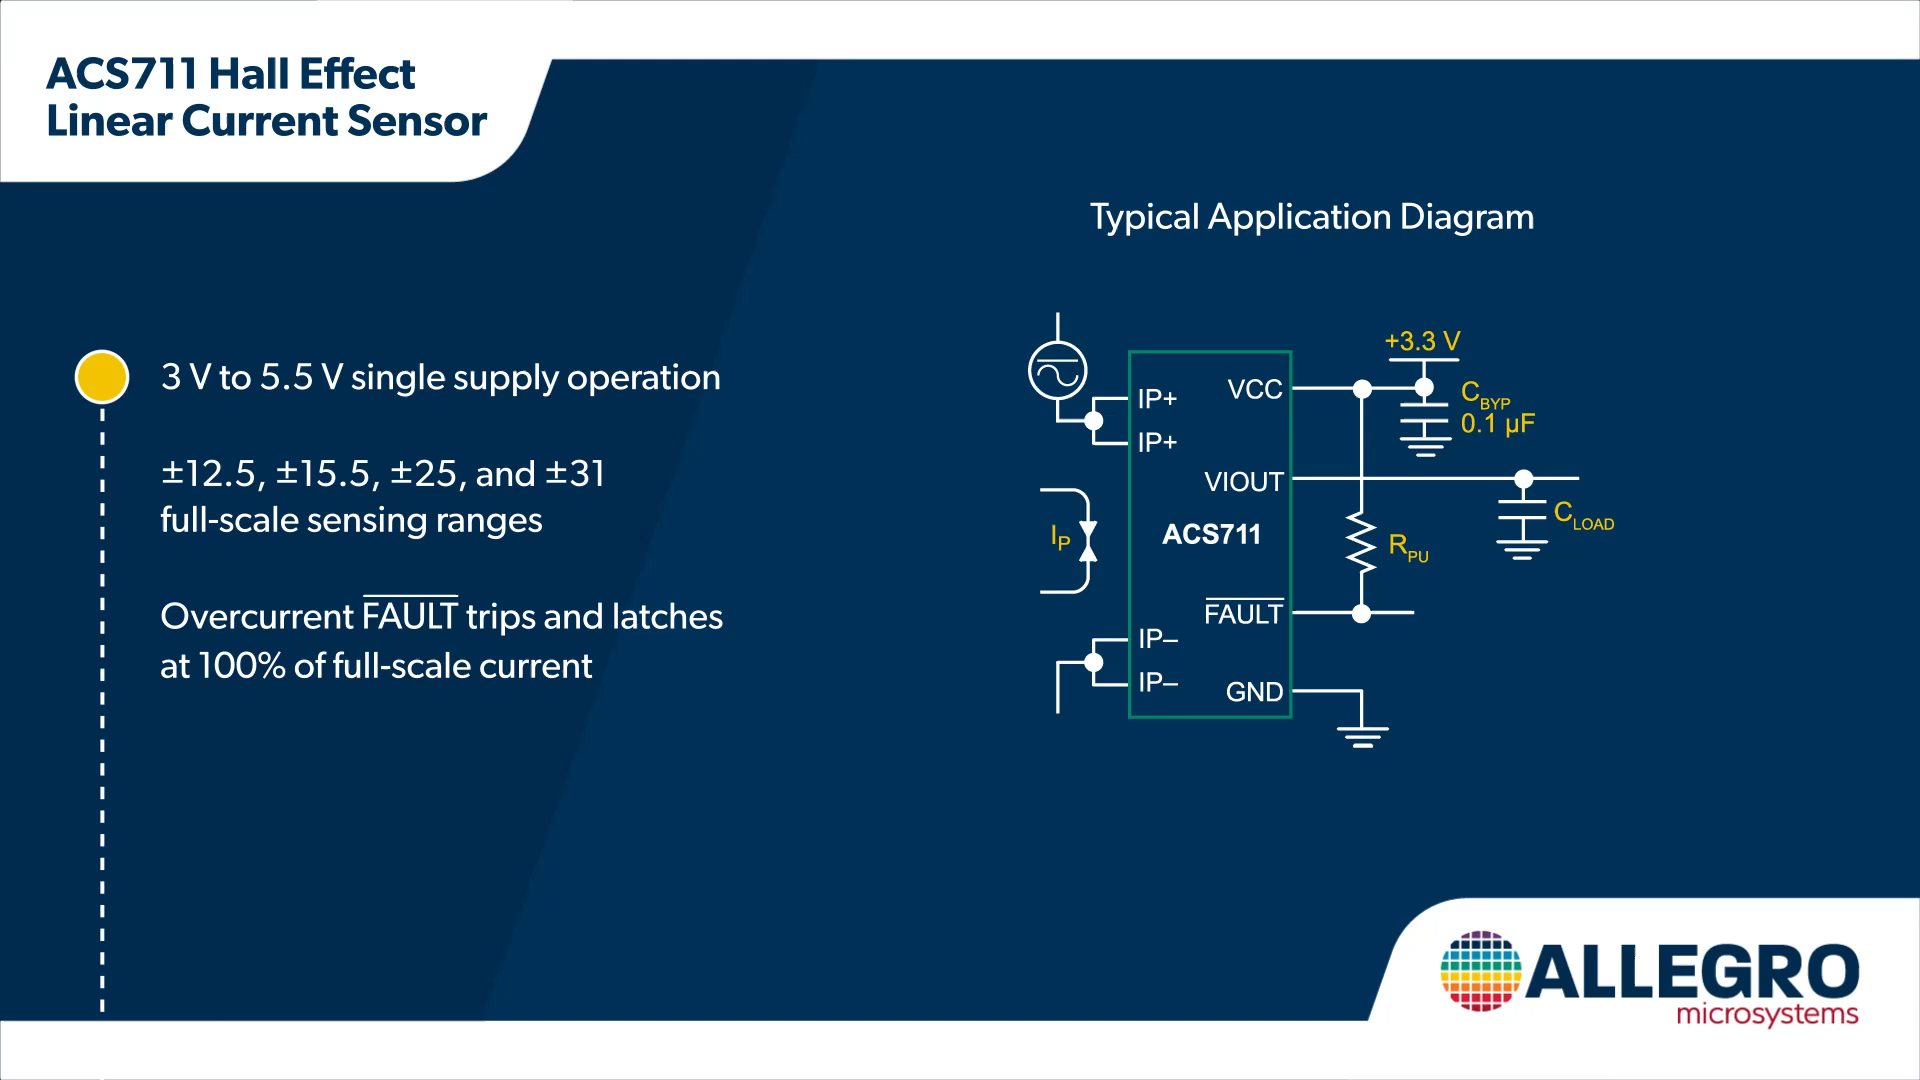 ACS711 Hall Effect
Linear Current Sensor
Typical Application Diagram
3 V to 5.5 V single supply operation
±12.5, ±15.5, ±25, and ±31
full-scale sensing ranges
Overcurrent FAULT trips and latches
at 100% of full-scale current
+3.3 V
IP+
VCC
CBYP
0.1 µF
IP+
VIOUT
CLOAD
IP
ACS711
RPU
FAULT
IP–
IP–
GND
ALLEGRO
microsystems